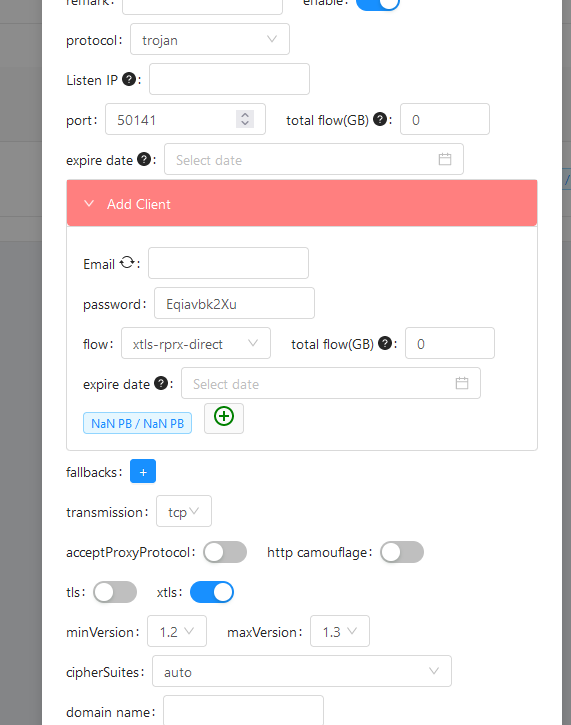 remark:
enable:
protocol: trojan
Listen IP ?:
port: 50141 total flow(GB) ?: 0
expire date ?: Select date
Add Client
Email :
password: Eqiavbk2Xu
flow: xtls-rprx-direct total flow(GB) ?: 0
expire date ?: Select date
NaN PB / NaN PB
fallbacks: +
transmission: tcp
acceptProxyProtocol: http camouflage:
tls: xtls:
minVersion: 1.2 maxVersion: 1.3
cipherSuites: auto
domain name: